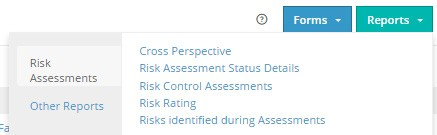 Forms Reports
Risk
Assessments
Other Reports
Cross Perspective
Risk Assessment Status Details
Risk Control Assessments
Risk Rating
Risks identified during Assessments
Fa